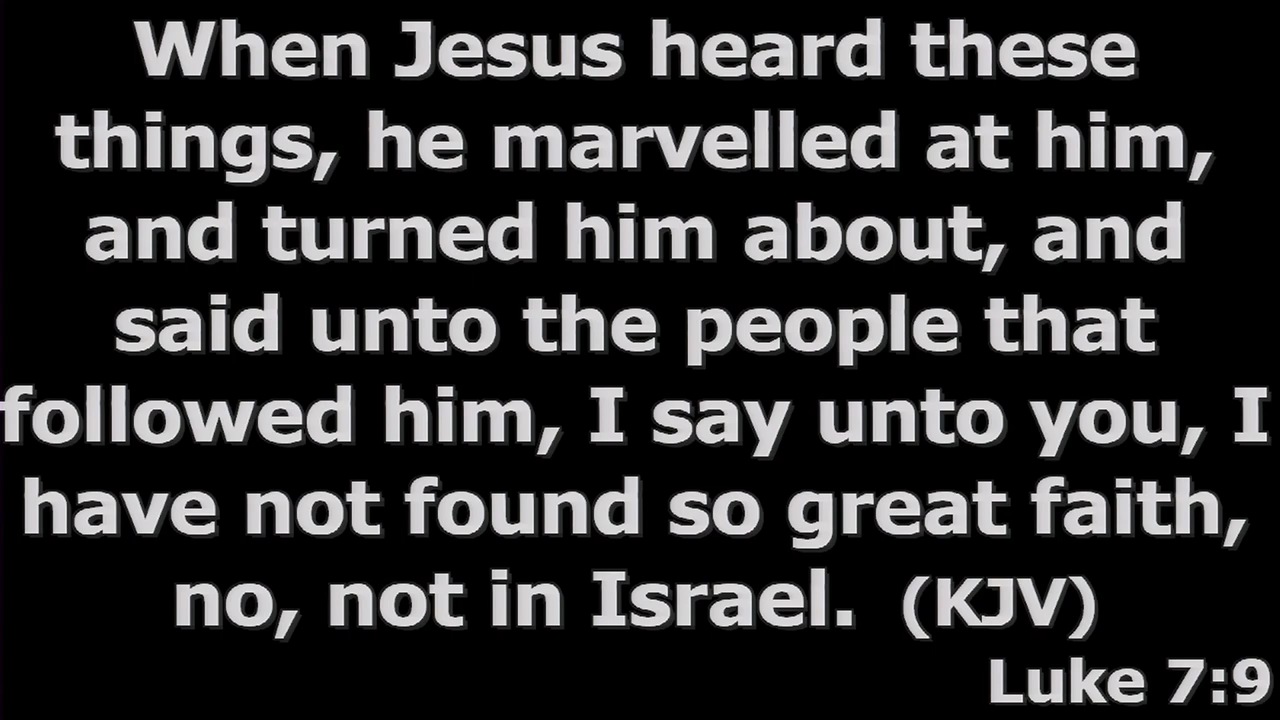 When Jesus heard these
things, he marvelled at him,
and turned him about, and
said unto the people that
followed him, I say unto you, I
have not found so great faith,
no, not in Israel.  (KJV)
Luke 7:9